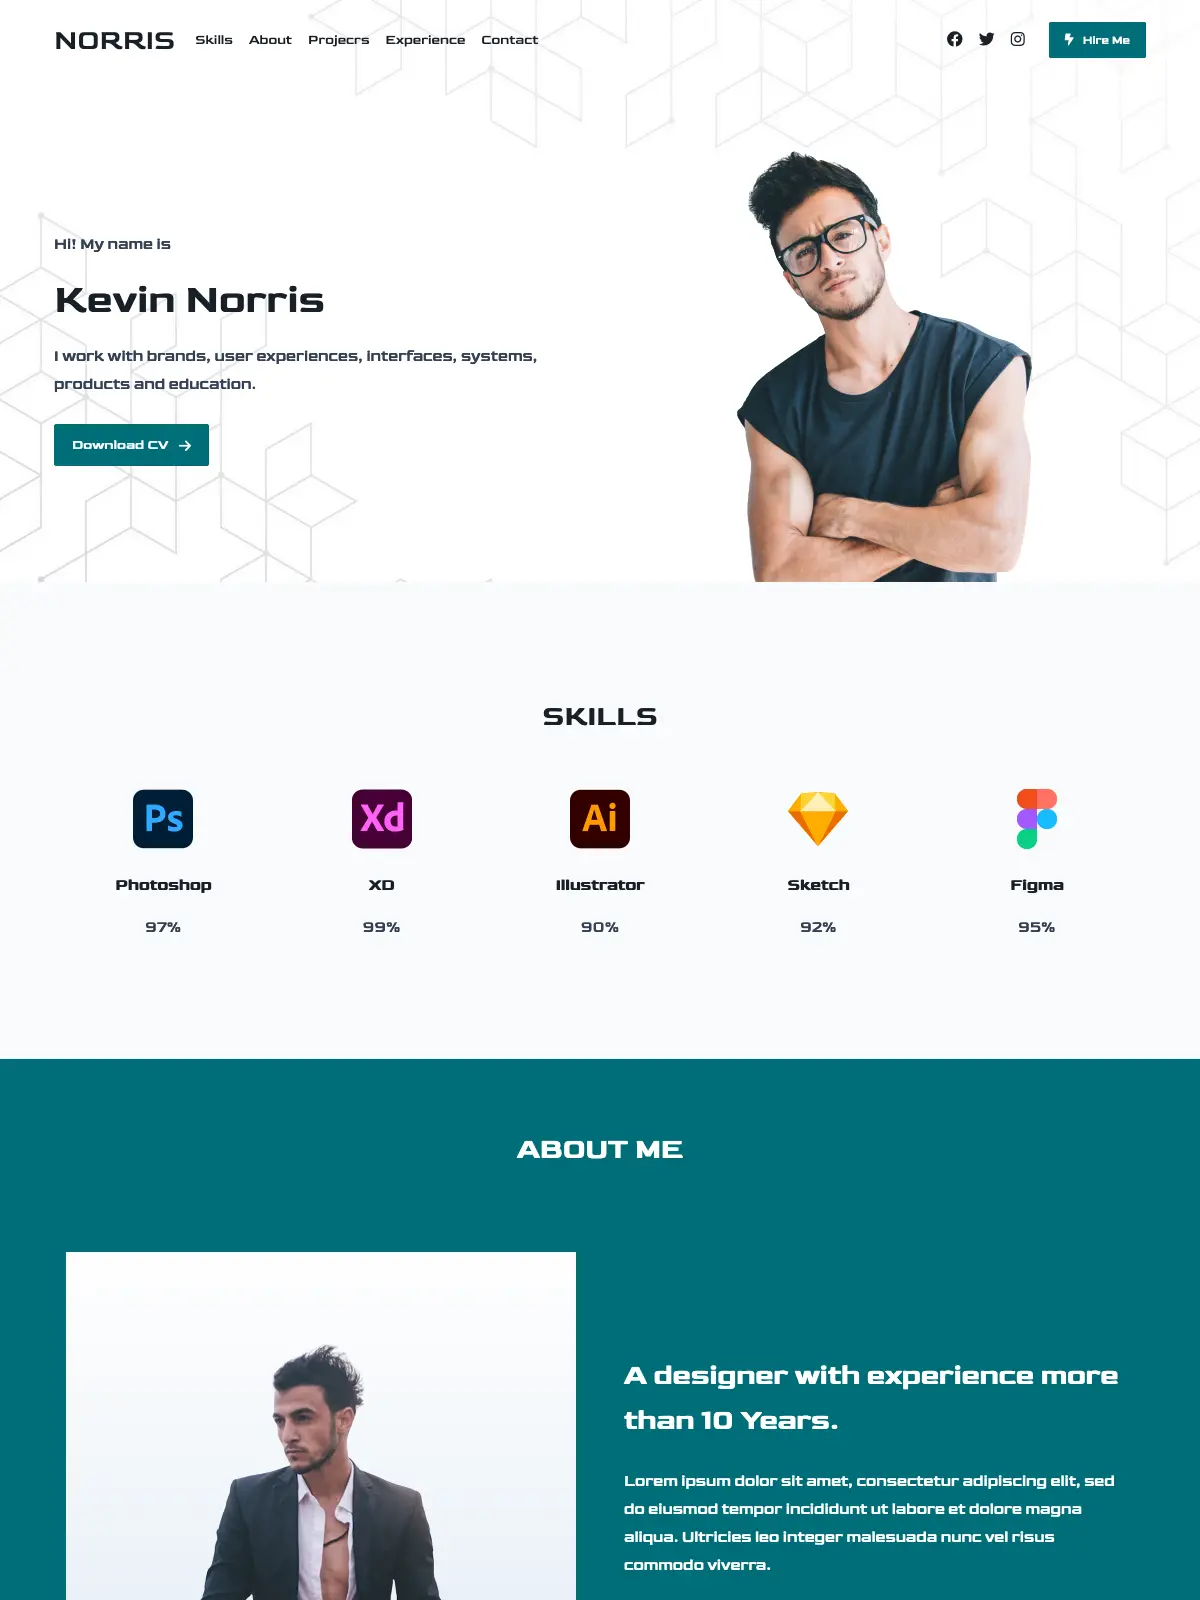 NORRIS Skills About Projecrs Experience Contact Hire Me
Hi! My name is
Kevin Norris
I work with brands, user experiences, interfaces, systems,
products and education.
Download CV
SKILLS
Ps Xd Ai
Photoshop XD Illustrator Sketch Figma
97% 99% 90% 92% 95%
ABOUT ME
A designer with experience more
than 10 Years.
Lorem ipsum dolor sit amet, consectetur adipiscing elit, sed
do eiusmod tempor incididunt ut labore et dolore magna
aliqua. Ultricies leo integer malesuada nunc vel risus
commodo viverra.